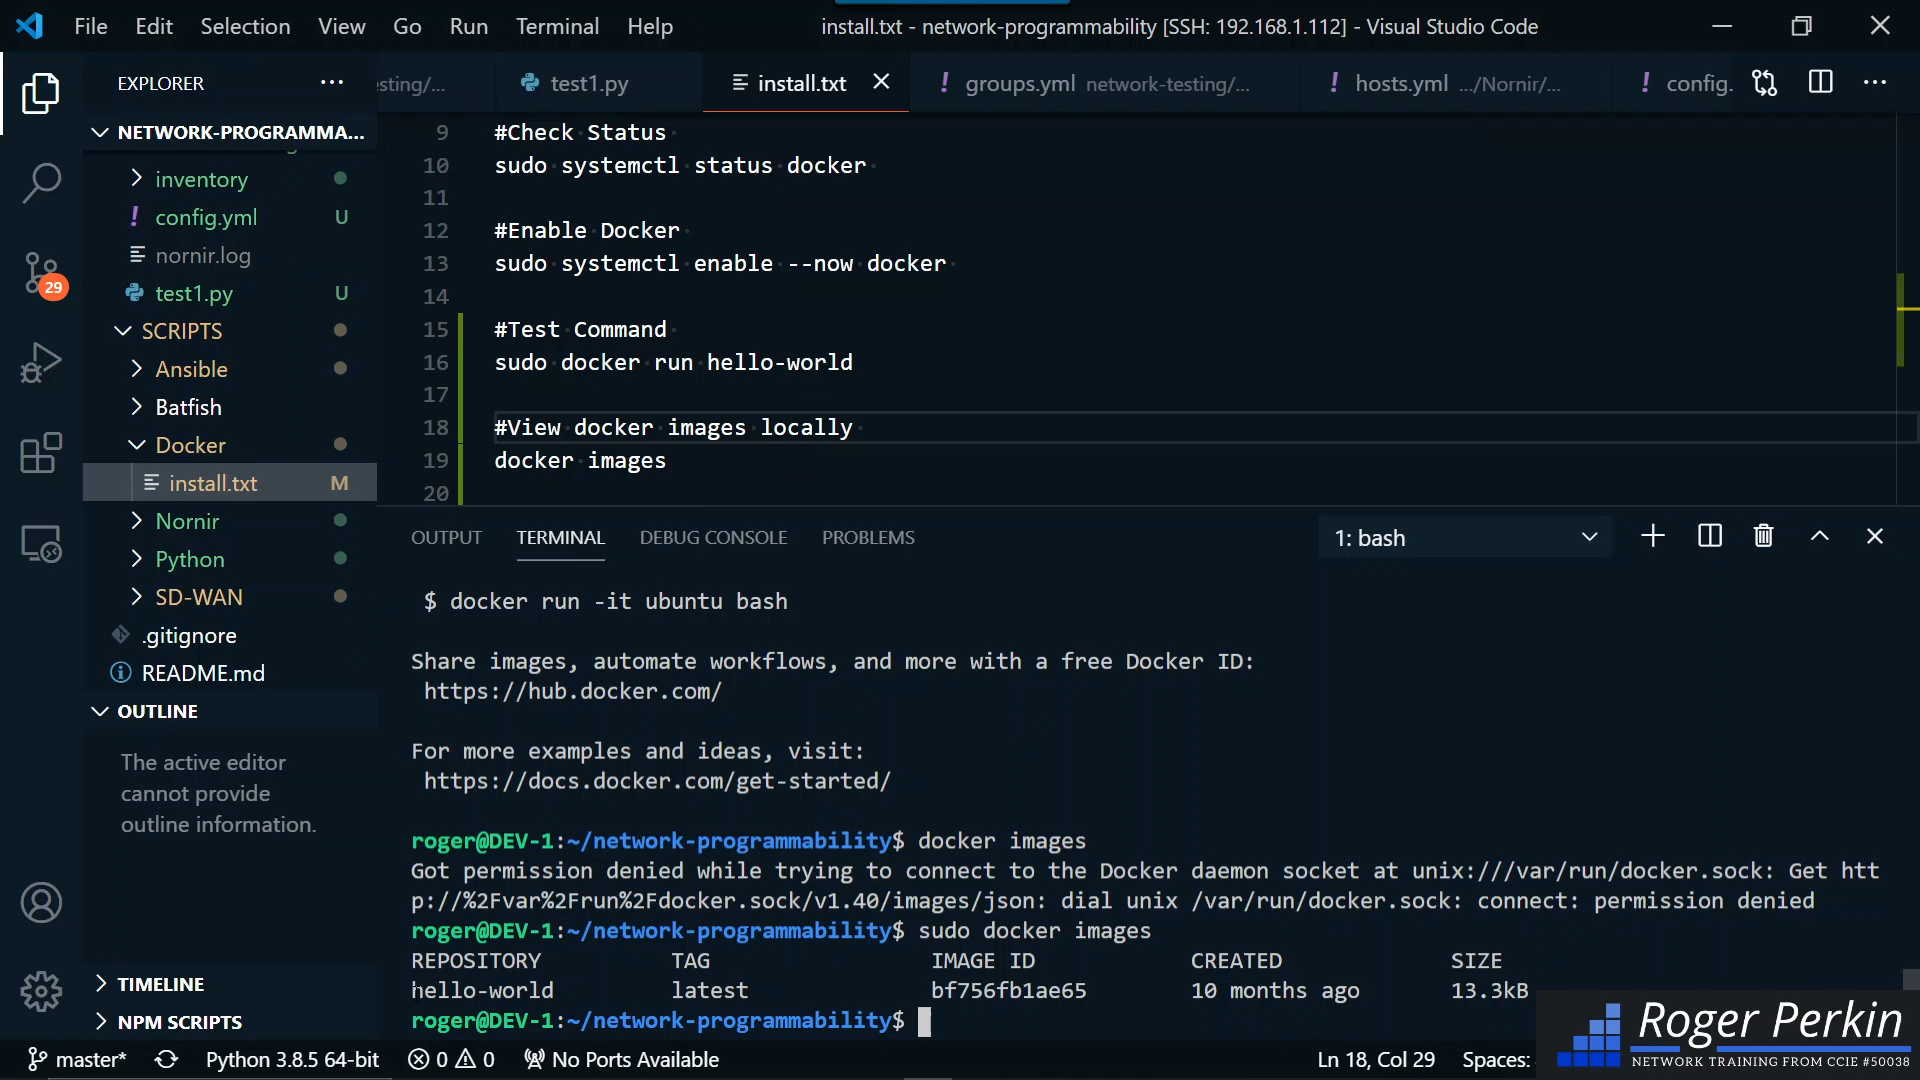 File Edit Selection View Go Run Terminal Help
install.txt - network-programmability [SSH: 192.168.1.112] - Visual Studio Code
EXPLORER
esting/...
test1.py
install.txt
groups.yml network-testing/...
hosts.yml .../Nornir/...
config.
NETWORK-PROGRAMMA...
inventory
config.yml U
nornir.log
test1.py U
SCRIPTS
Ansible
Batfish
Docker
install.txt M
Nornir
Python
SD-WAN
.gitignore
README.md
OUTLINE
The active editor
cannot provide
outline information.
TIMELINE
NPM SCRIPTS
29
9 #Check Status
10 sudo systemctl status docker
11
12 #Enable Docker
13 sudo systemctl enable --now docker
14
15 #Test Command
16 sudo docker run hello-world
17
18 #View docker images locally
19 docker images
20
OUTPUT TERMINAL DEBUG CONSOLE PROBLEMS
1: bash
$ docker run -it ubuntu bash
Share images, automate workflows, and more with a free Docker ID:
https://hub.docker.com/
For more examples and ideas, visit:
https://docs.docker.com/get-started/
roger@DEV-1:~/network-programmability$ docker images
Got permission denied while trying to connect to the Docker daemon socket at unix:///var/run/docker.sock: Get htt
p://%2Fvar%2Frun%2Fdocker.sock/v1.40/images/json: dial unix /var/run/docker.sock: connect: permission denied
roger@DEV-1:~/network-programmability$ sudo docker images
REPOSITORY TAG IMAGE ID CREATED SIZE
hello-world latest bf756fb1ae65 10 months ago 13.3kB
roger@DEV-1:~/network-programmability$
master* Python 3.8.5 64-bit 0 0 No Ports Available Ln 18, Col 29 Spaces:
Roger Perkin
NETWORK TRAINING FROM CCIE #50038